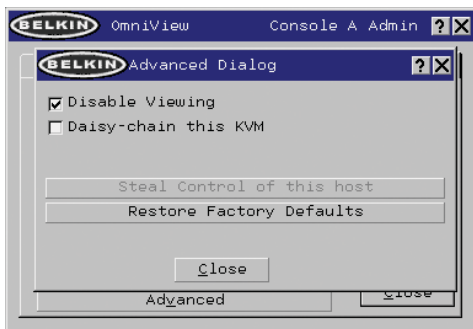 BELKIN OmniView Console A Admin ? X
BELKIN Advanced Dialog ? X
Disable Viewing
Daisy-chain this KVM
Steal Control of this host
Restore Factory Defaults
Close
Advanced Close